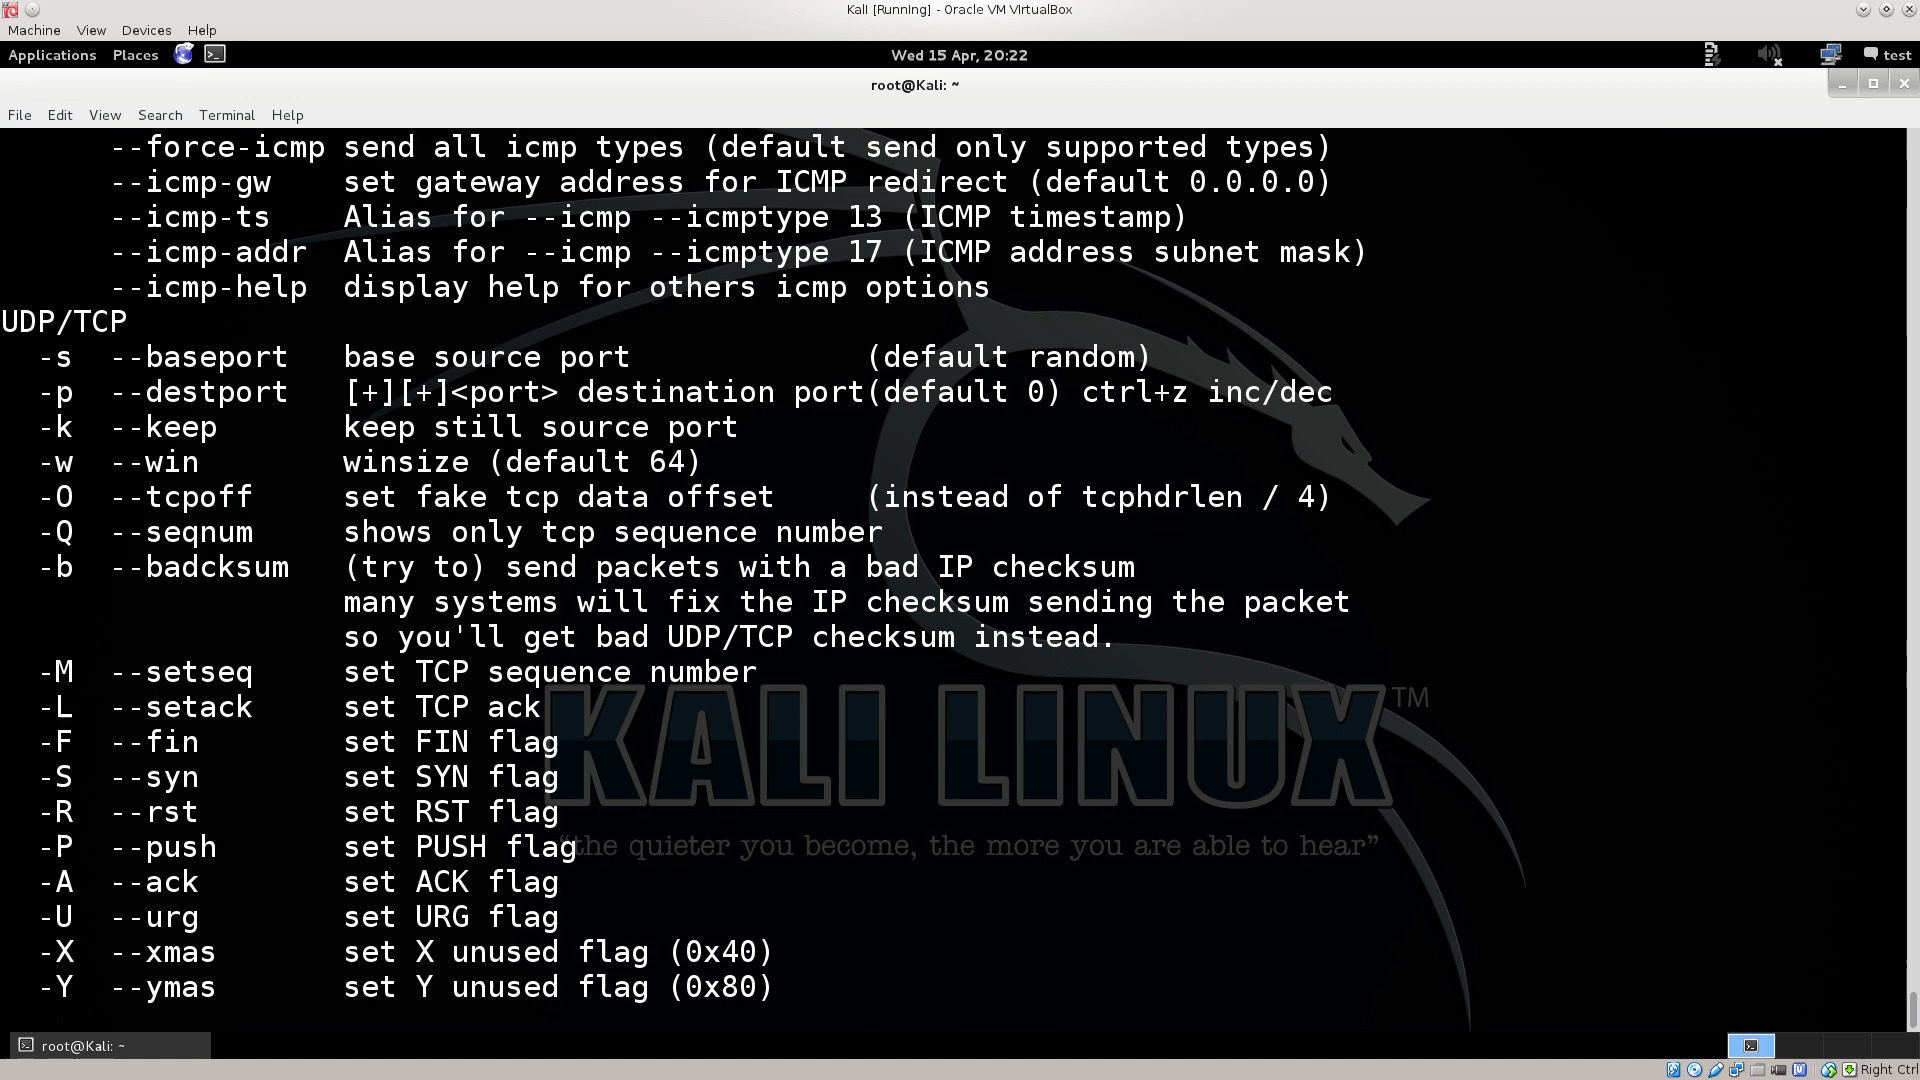 Kali [Running] - Oracle VM VirtualBox
Machine View Devices Help
Applications Places Wed 15 Apr, 20:22 test
root@Kali: ~
File Edit View Search Terminal Help
--force-icmp send all icmp types (default send only supported types)
--icmp-gw set gateway address for ICMP redirect (default 0.0.0.0)
--icmp-ts Alias for --icmp --icmptype 13 (ICMP timestamp)
--icmp-addr Alias for --icmp --icmptype 17 (ICMP address subnet mask)
--icmp-help display help for others icmp options
UDP/TCP
-s --baseport base source port (default random)
-p --destport [+][+]<port> destination port(default 0) ctrl+z inc/dec
-k --keep keep still source port
-w --win winsize (default 64)
-O --tcpoff set fake tcp data offset (instead of tcphdrlen / 4)
-Q --seqnum shows only tcp sequence number
-b --badcksum (try to) send packets with a bad IP checksum
many systems will fix the IP checksum sending the packet
so you'll get bad UDP/TCP checksum instead.
-M --setseq set TCP sequence number
-L --setack set TCP ack
-F --fin set FIN flag
-S --syn set SYN flag
-R --rst set RST flag
-P --push set PUSH flag
-A --ack set ACK flag
-U --urg set URG flag
-X --xmas set X unused flag (0x40)
-Y --ymas set Y unused flag (0x80)
KALI LINUX TM
“the quieter you become, the more you are able to hear”
root@Kali: ~
Right Ctrl